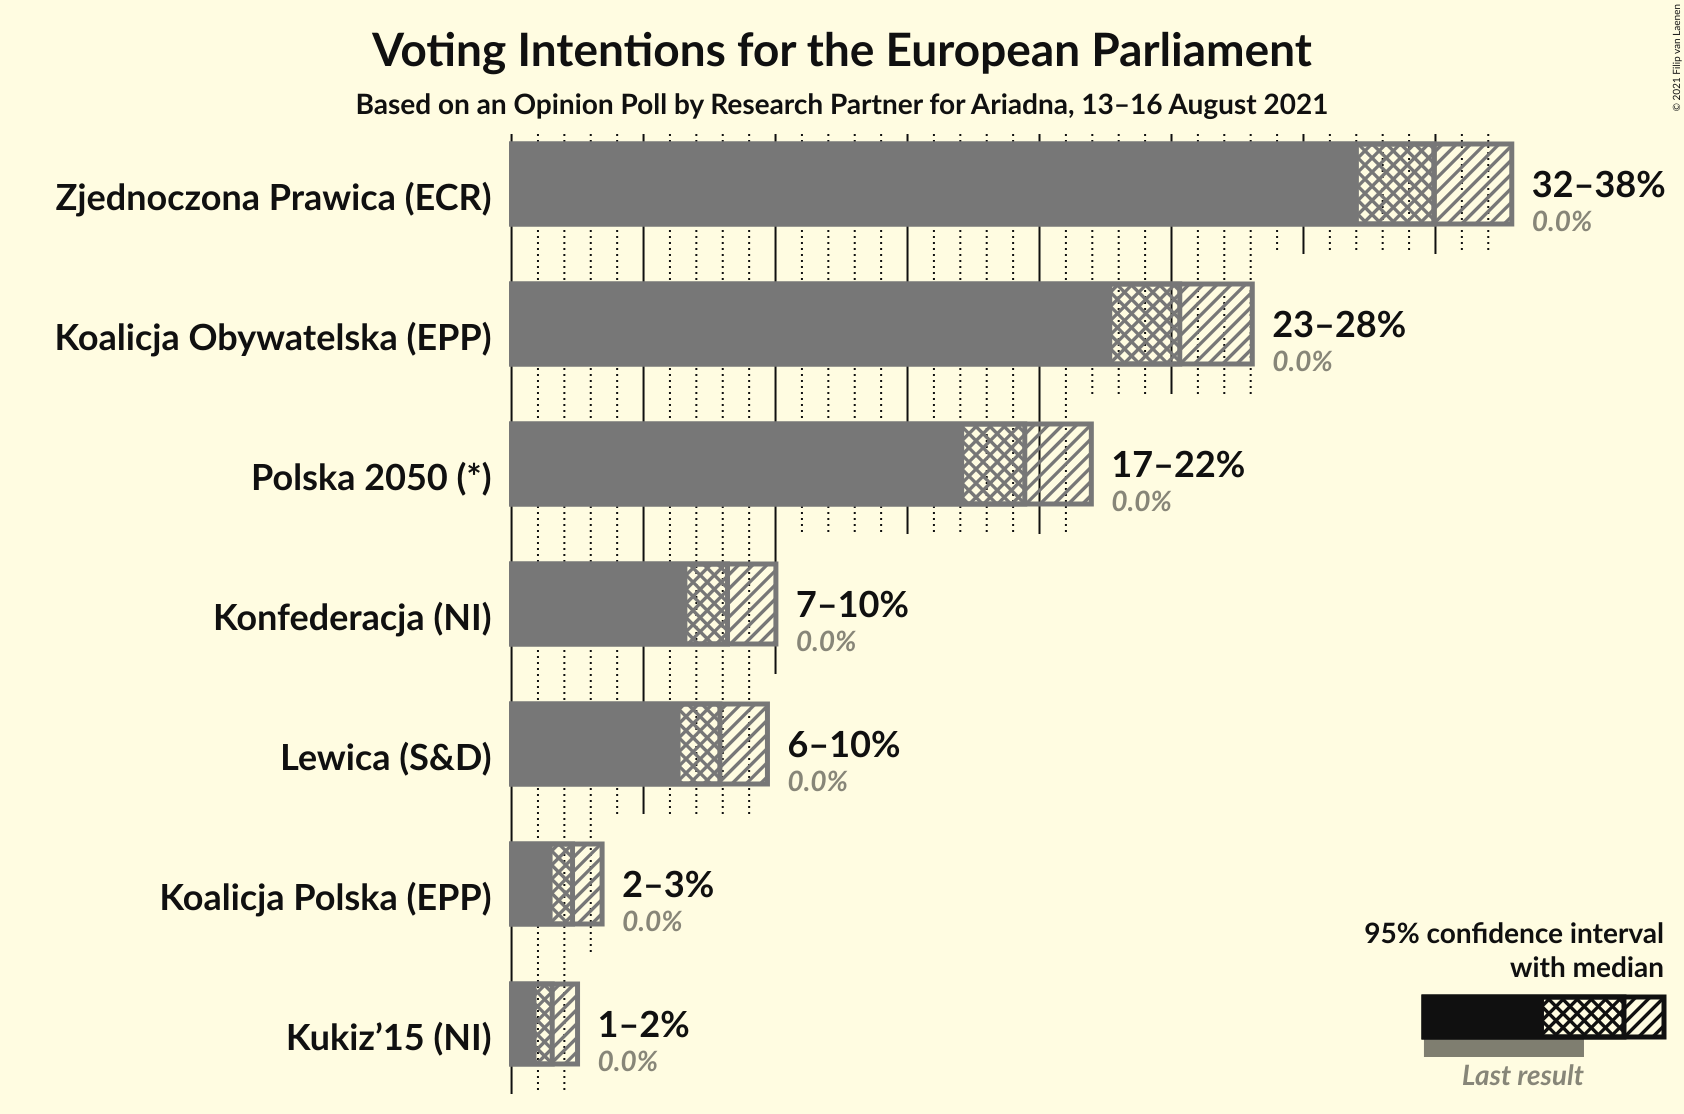 Voting Intentions for the European Parliament
Based on an Opinion Poll by Research Partner for Ariadna, 13–16 August 2021
© 2021 Filip van Laenen
Zjednoczona Prawica (ECR)
32–38%
0.0%
Koalicja Obywatelska (EPP)
23–28%
0.0%
Polska 2050 (*)
17–22%
0.0%
Konfederacja (NI)
7–10%
0.0%
Lewica (S&D)
6–10%
0.0%
Koalicja Polska (EPP)
2–3%
0.0%
Kukiz’15 (NI)
1–2%
0.0%
95% confidence interval
with median
Last result